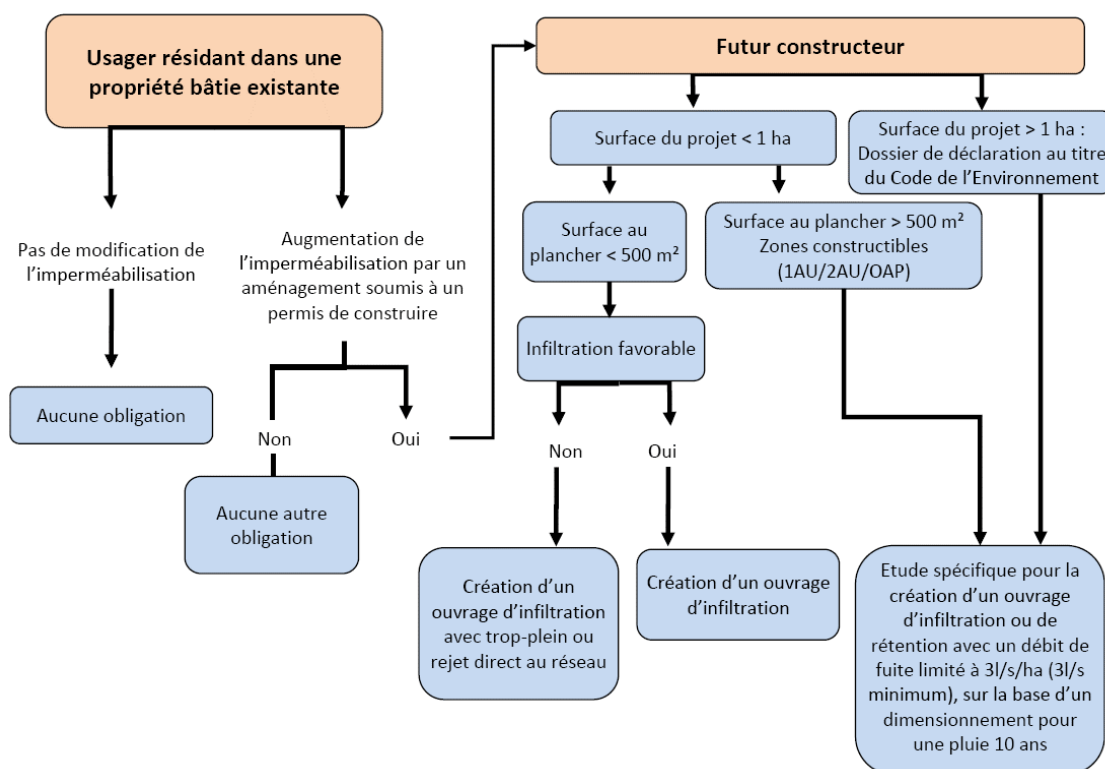 Usager résidant dans une
propriété bâtie existante
Pas de modification de
l'imperméabilisation
Aucune obligation
Augmentation de
l'imperméabilisation par un
aménagement soumis à un
permis de construire
Non
Oui
Aucune autre
obligation
Futur constructeur
Surface du projet < 1 ha
Surface du projet > 1 ha :
Dossier de déclaration au titre
du Code de l'Environnement
Surface au
plancher < 500 m²
Surface au plancher > 500 m²
Zones constructibles
(1AU/2AU/OAP)
Infiltration favorable
Non
Oui
Création d'un
ouvrage d'infiltration
avec trop-plein ou
rejet direct au réseau
Création d'un ouvrage
d'infiltration
Etude spécifique pour la
création d'un ouvrage
d'infiltration ou de
rétention avec un débit de
fuite limité à 3l/s/ha (3l/s
minimum), sur la base d'un
dimensionnement pour
une pluie 10 ans